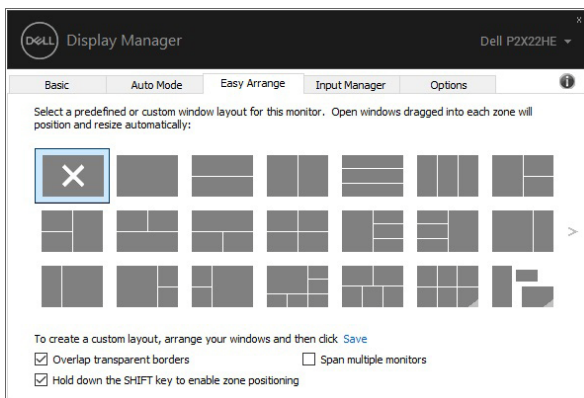 x
DELL Display Manager
Dell P2X22HE
Basic Auto Mode Easy Arrange Input Manager Options
Select a predefined or custom window layout for this monitor. Open windows dragged into each zone will
position and resize automatically:
To create a custom layout, arrange your windows and then click Save
Overlap transparent borders Span multiple monitors
Hold down the SHIFT key to enable zone positioning